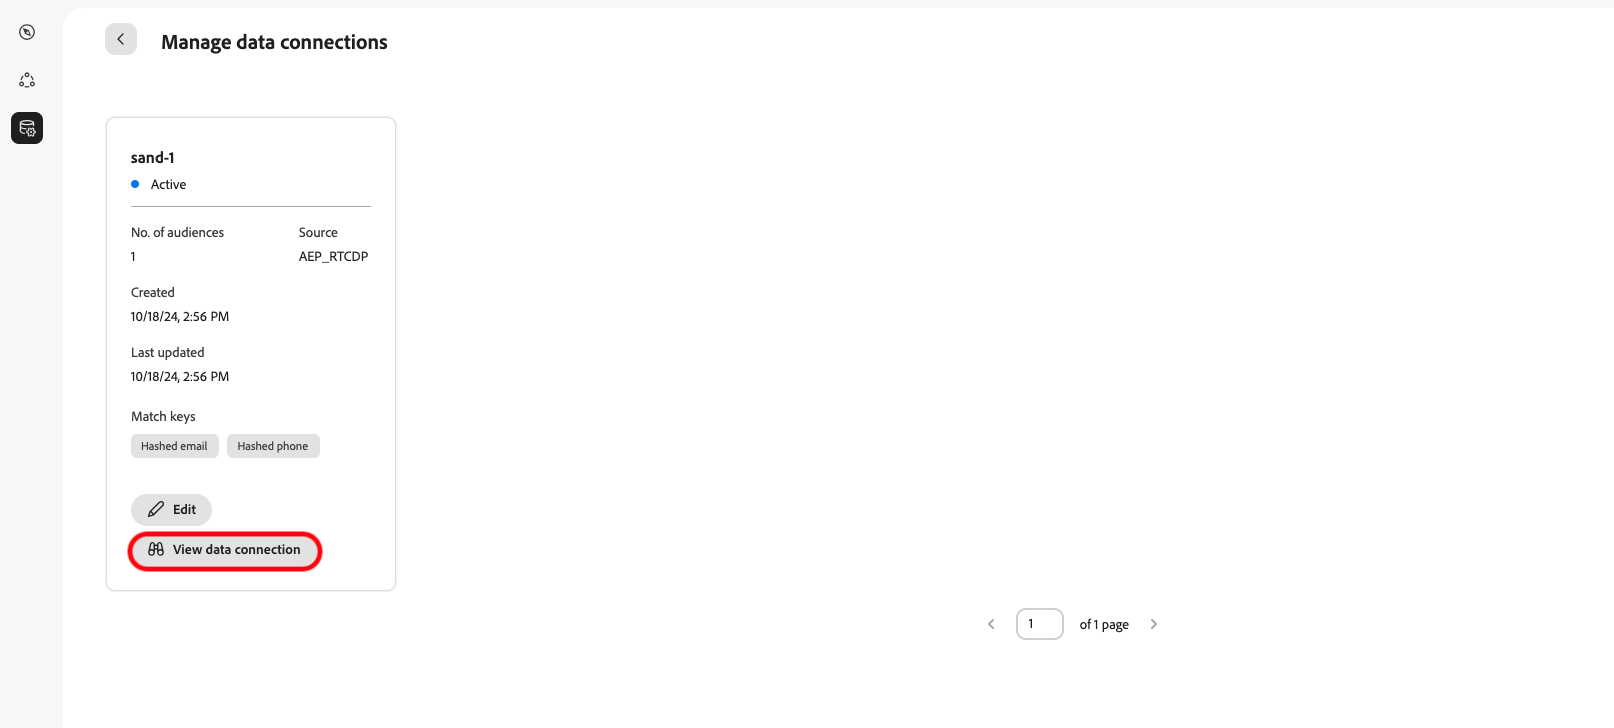 Manage data connections
sand-1
Active
No. of audiences
1
Source
AEP_RTCDP
Created
10/18/24, 2:56 PM
Last updated
10/18/24, 2:56 PM
Match keys
Hashed email Hashed phone
Edit
View data connection
1 of 1 page